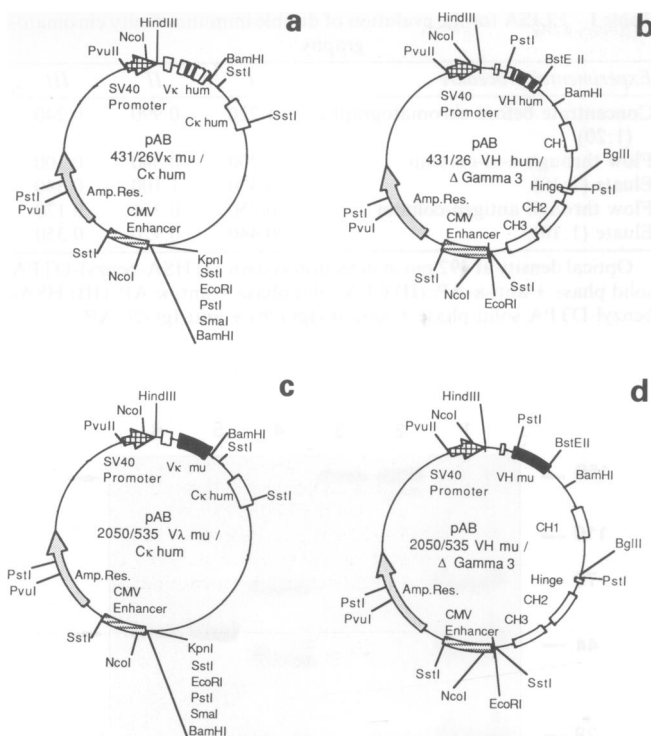 a
HindIII
NcoI
PvuII
BamHI
SstI
SV40
Promoter
Vκ hum
Cκ hum
SstI
pAB
431/26Vκ mu /
Cκ hum
Amp.Res.
PstI
PvuI
CMV
Enhancer
SstI
NcoI
KpnI
SstI
EcoRI
PstI
SmaI
BamHI
b
HindIII
NcoI
PvuII
PstI
BstE II
BamHI
SV40
Promoter
VH hum
CH1
pAB
431/26 VH hum/
Δ Gamma 3
BglII
Hinge
PstI
CH2
CH3
Amp.Res.
PstI
PvuI
CMV
Enhancer
SstI
NcoI
SstI
EcoRI
c
HindIII
NcoI
PvuII
BamHI
SstI
SV40
Promoter
Vκ mu
Cκ hum
SstI
pAB
2050/535 Vλ mu /
Cκ hum
Amp.Res.
PstI
PvuI
CMV
Enhancer
SstI
NcoI
KpnI
SstI
EcoRI
PstI
SmaI
BamHI
d
HindIII
NcoI
PvuII
PstI
BstEII
BamHI
SV40
Promoter
VH mu
CH1
pAB
2050/535 VH mu /
Δ Gamma 3
BglII
Hinge
PstI
CH2
CH3
Amp.Res.
PstI
PvuI
CMV
Enhancer
SstI
NcoI
SstI
EcoRI